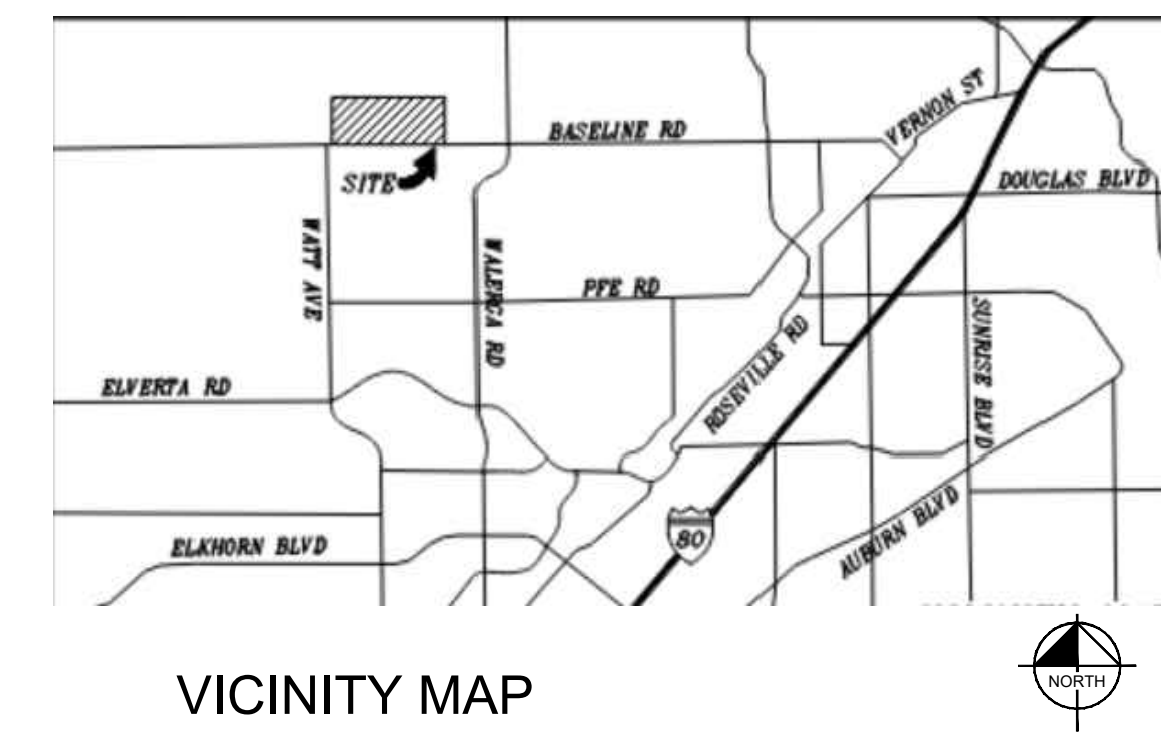 VERNON ST
BASELINE RD
DOUGLAS BLVD
SITE
WATT AVE
WALERGA RD
PFE RD
SUNRISE BLVD
ROSEVILLE RD
ELVERTA RD
80
AUBURN BLVD
ELKHORN BLVD
VICINITY MAP
NORTH